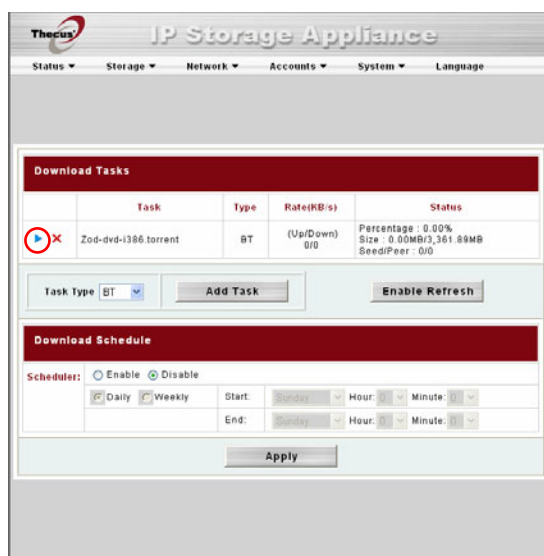 Thecus
IP Storage Appliance
Status Storage Network Accounts System Language
Download Tasks
Task Type Rate(KB/s) Status
Zod-dvd-i386.torrent BT (Up/Down)
0/0
Percentage : 0.00%
Size : 0.00MB/3,361.89MB
Seed/Peer : 0/0
Task Type BT Add Task Enable Refresh
Download Schedule
Scheduler: Enable Disable
Daily Weekly Start: Sunday Hour: 0 Minute: 0
End: Sunday Hour: 0 Minute: 0
Apply